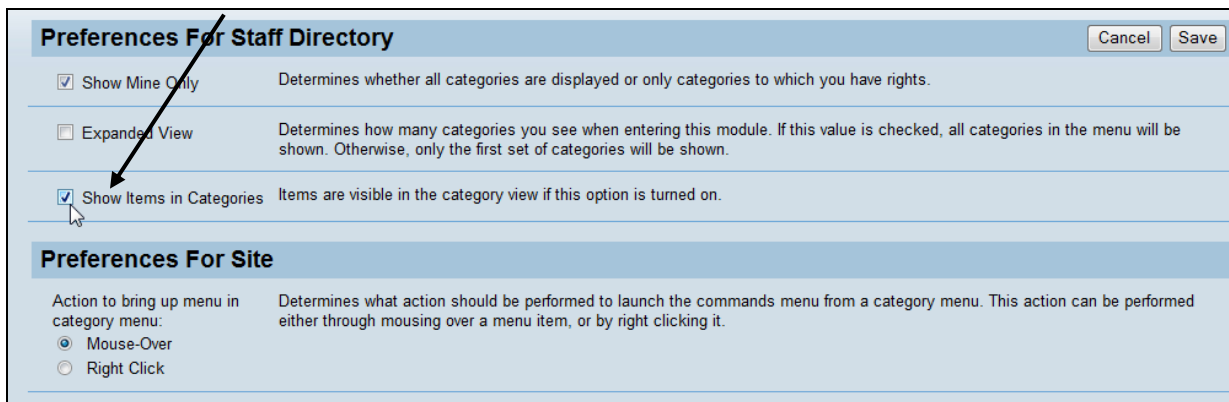 Preferences For Staff Directory
Cancel Save
Show Mine Only
Determines whether all categories are displayed or only categories to which you have rights.
Expanded View
Determines how many categories you see when entering this module. If this value is checked, all categories in the menu will be
shown. Otherwise, only the first set of categories will be shown.
Show Items in Categories
Items are visible in the category view if this option is turned on.
Preferences For Site
Action to bring up menu in
category menu:
Mouse-Over
Right Click
Determines what action should be performed to launch the commands menu from a category menu. This action can be performed
either through mousing over a menu item, or by right clicking it.